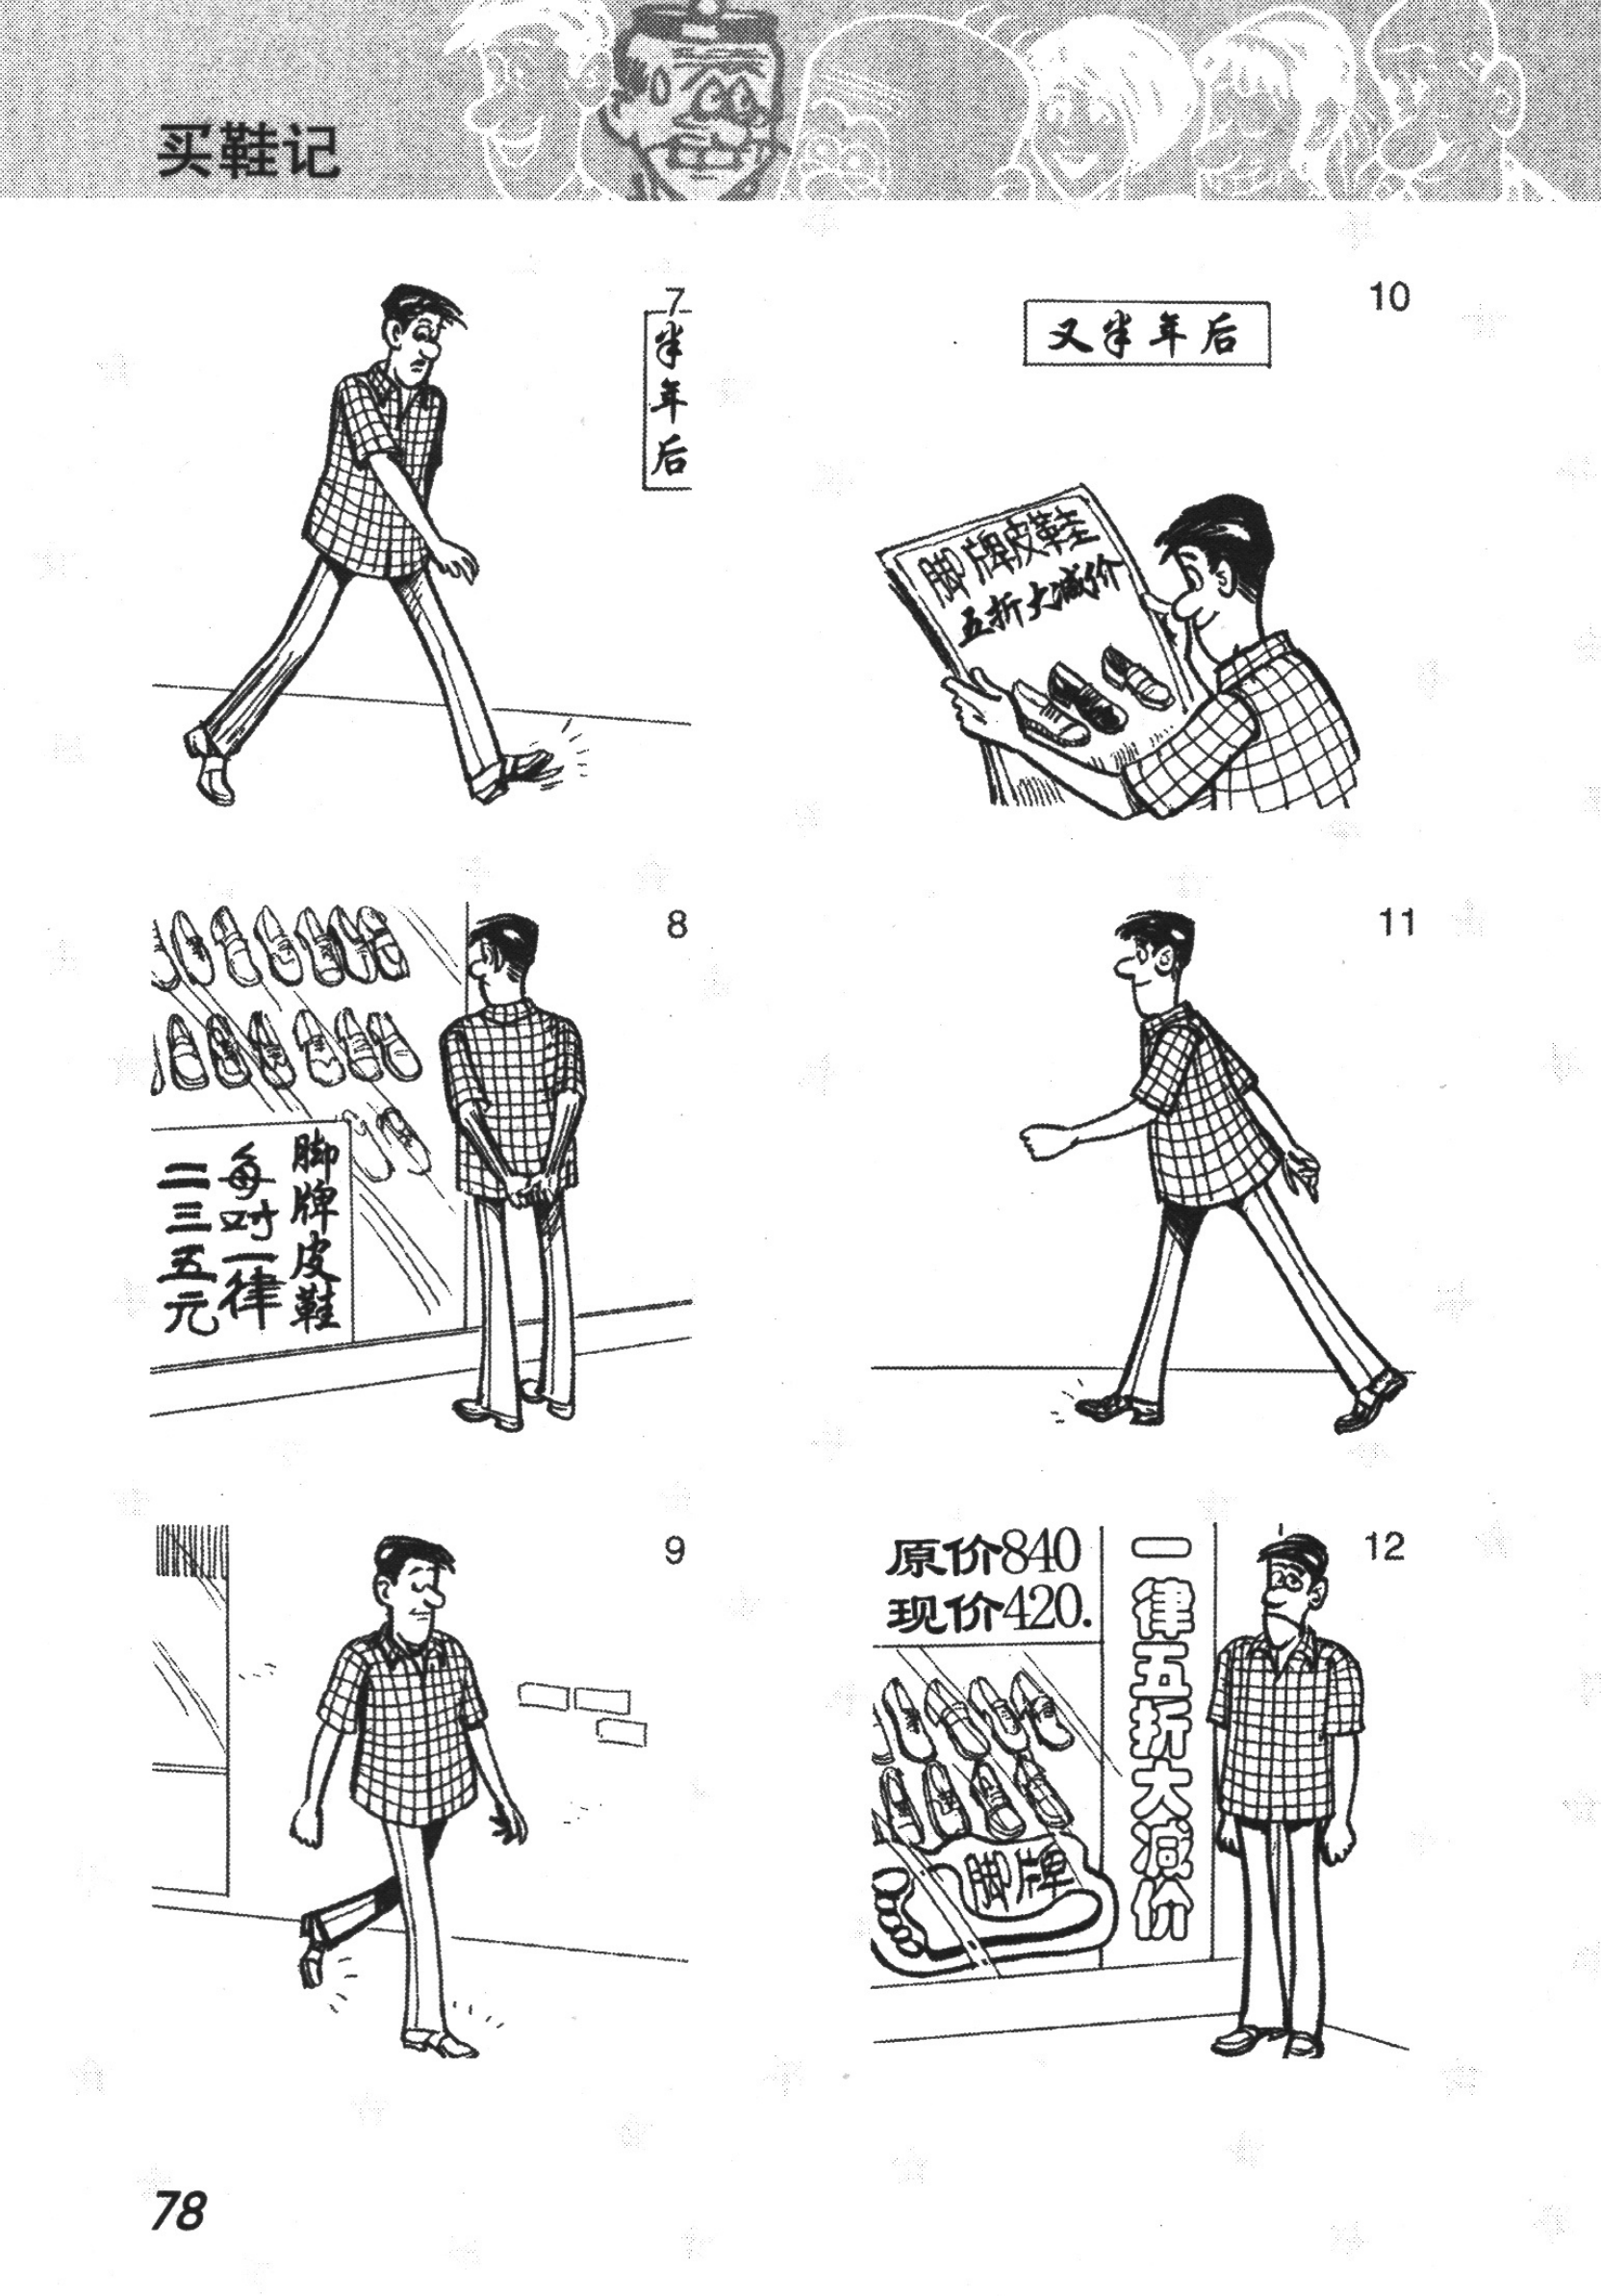 买鞋记
7
半年后
8
脚牌皮鞋
每对一律
二三五元
9
10
又半年后
脚牌皮鞋
五折大减价
11
12
原价840
现价420.
一律五折大减价
脚牌
78